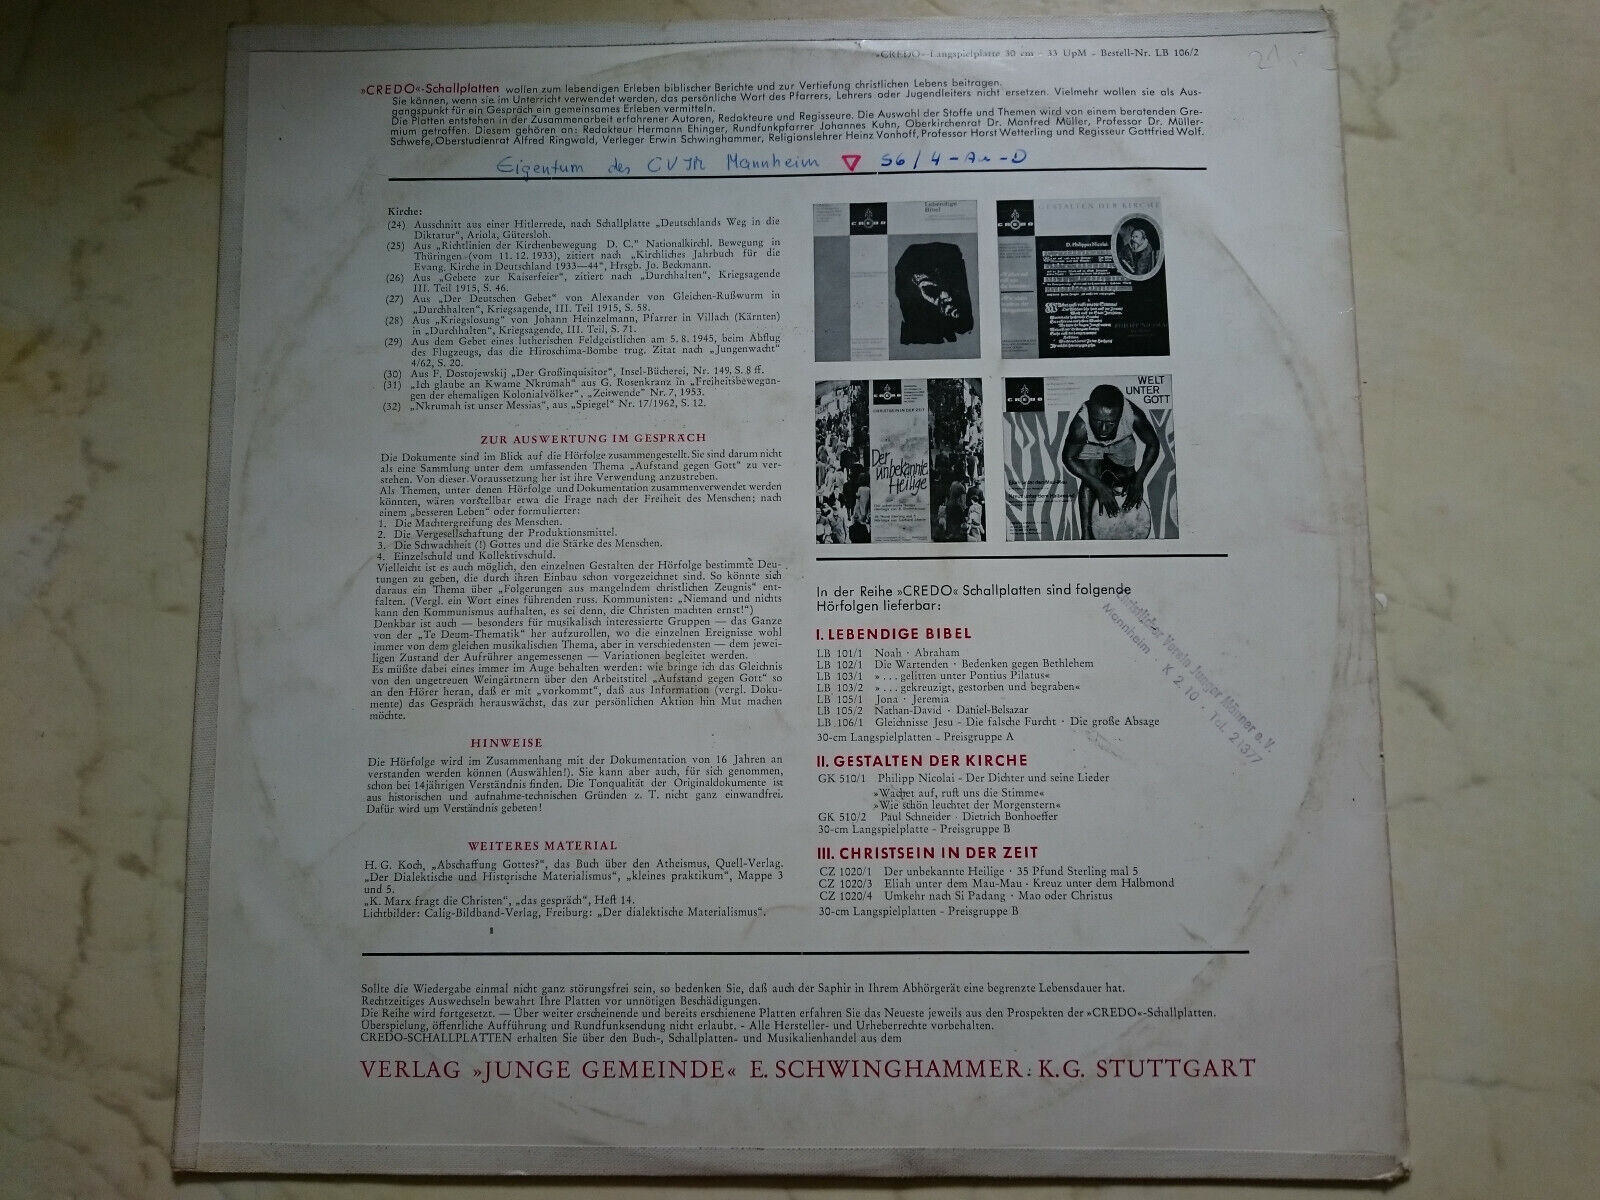 »CREDO« Langspielplatte 30 cm - 33 UpM - Bestell-Nr. LB 106/2
21.-
»CREDO«-Schallplatten wollen zum lebendigen Erleben biblischer Berichte und zur Vertiefung christlichen Lebens beitragen.
Sie können, wenn sie im Unterricht verwendet werden, das persönliche Wort des Pfarrers, Lehrers oder Jugendleiters nicht ersetzen. Vielmehr wollen sie als Aus-
gangspunkt für ein Gespräch ein gemeinsames Erleben vermitteln.
Die Platten entstehen in der Zusammenarbeit erfahrener Autoren, Redakteure und Regisseure. Die Auswahl der Stoffe und Themen wird von einem beratenden Gre-
mium getroffen. Diesem gehören an: Redakteur Hermann Ehinger, Rundfunkpfarrer Johannes Kuhn, Oberkirchenrat Dr. Manfred Müller, Professor Dr. Müller-
Schwefe, Oberstudienrat Alfred Ringwald, Verleger Erwin Schwinghammer, Religionslehrer Heinz Vonhoff, Professor Horst Wetterling und Regisseur Gottfried Wolf.
Eigentum des CVJM Mannheim 56/4-Au-D
Kirche:
(24) Ausschnitt aus einer Hitlerrede, nach Schallplatte „Deutschlands Weg in die
Diktatur“, Ariola, Gütersloh.
(25) Aus „Richtlinien der Kirchenbewegung D. C.“ Nationalkirchl. Bewegung in
Thüringen (vom 11. 12. 1933), zitiert nach „Kirchliches Jahrbuch für die
Evang. Kirche in Deutschland 1933—44“, Hrsgb. Jo. Beckmann.
(26) Aus „Gebete zur Kaiserfeier“, zitiert nach „Durchhalten“, Kriegsagende
III. Teil 1915, S. 46.
(27) Aus „Der Deutschen Gebet“ von Alexander von Gleichen-Rußwurm in
„Durchhalten“, Kriegsagende, III. Teil 1915, S. 58.
(28) Aus „Kriegslosung“ von Johann Heinzelmann, Pfarrer in Villach (Kärnten)
in „Durchhalten“, Kriegsagende, III. Teil, S. 71.
(29) Aus dem Gebet eines lutherischen Feldgeistlichen am 5. 8. 1945, beim Abflug
des Flugzeugs, das die Hiroshima-Bombe trug. Zitat nach „Jungenwacht“
4/62, S. 20.
(30) Aus F. Dostojewskij „Der Großinquisitor“, Insel-Bücherei, Nr. 149, S. 8 ff.
(31) „Ich glaube an Kwame Nkrumah“ aus G. Rosenkranz in „Freiheitsbewegun-
gen der ehemaligen Kolonialvölker“, „Zeitwende“ Nr. 7, 1953.
(32) „Nkrumah ist unser Messias“, aus „Spiegel“ Nr. 17/1962, S. 12.
ZUR AUSWERTUNG IM GESPRÄCH
Die Dokumente sind im Blick auf die Hörfolge zusammengestellt. Sie sind darum nicht
als eine Sammlung unter dem umfassenden Thema „Aufstand gegen Gott“ zu ver-
stehen. Von dieser Voraussetzung her ist ihre Verwendung anzustreben.
Als Themen, unter denen Hörfolge und Dokumentation zusammenverwendet werden
könnten, wären vorstellbar etwa die Frage nach der Freiheit des Menschen; nach
einem „besseren Leben“ oder formulierter:
1. Die Machtergreifung des Menschen.
2. Die Vergesellschaftung der Produktionsmittel.
3. Die Schwachheit (!) Gottes und die Stärke des Menschen.
4. Einzelschuld und Kollektivschuld.
Vielleicht ist es auch möglich, den einzelnen Gestalten der Hörfolge bestimmte Deu-
tungen zu geben, die durch ihren Einbau schon vorgezeichnet sind. So könnte sich
daraus ein Thema über „Folgerungen aus mangelndem christlichen Zeugnis“ ent-
falten. (Vergl. ein Wort eines führenden russ. Kommunisten: „Niemand und nichts
kann den Kommunismus aufhalten, es sei denn, die Christen machten ernst!“)
Denkbar ist auch — besonders für musikalisch interessierte Gruppen — das Ganze
von der „Te Deum-Thematik“ her aufzurollen, wo die einzelnen Ereignisse wohl
immer von dem gleichen musikalischen Thema, aber in verschiedensten — dem jewei-
ligen Zustand der Aufrührer angemessenen — Variationen begleitet werden.
Es müßte dabei eines immer im Auge behalten werden: wie bringe ich das Gleichnis
von den ungetreuen Weingärtnern über den Arbeitstitel „Aufstand gegen Gott“ so
an den Hörer heran, daß er mit „vorkommt“, daß aus Information (vergl. Doku-
mente) das Gespräch herauswächst, das zur persönlichen Aktion hin Mut machen
möchte.
HINWEISE
Die Hörfolge wird im Zusammenhang mit der Dokumentation von 16 Jahren an
verstanden werden können (Auswählen!). Sie kann aber auch, für sich genommen,
schon bei 14jährigen Verständnis finden. Die Tonqualität der Originaldokumente ist
aus historischen und aufnahme-technischen Gründen z. T. nicht ganz einwandfrei.
Dafür wird um Verständnis gebeten!
WEITERES MATERIAL
H. G. Koch, „Abschaffung Gottes?“, das Buch über den Atheismus, Quell-Verlag.
„Der Dialektische und Historische Materialismus“, „kleines praktikum“, Mappe 3
und 5.
„K. Marx fragt die Christen“, „das gespräch“, Heft 14.
Lichtbilder: Calig-Bildband-Verlag, Freiburg: „Der dialektische Materialismus“.
Lebendige
Bibel
CREDO
GESTALTEN DER KIRCHE
CREDO
D. Philippus Nicolai
CREDO
CHRISTSEIN IN DER ZEIT
Der
unbekannte
Heilige
CREDO
WELT
UNTER
GOTT
In der Reihe »CREDO« Schallplatten sind folgende
Hörfolgen lieferbar:
I. LEBENDIGE BIBEL
LB 101/1 Noah · Abraham
LB 102/1 Die Wartenden · Bedenken gegen Bethlehem
LB 103/1 » . . . gelitten unter Pontius Pilatus«
LB 103/2 » . . . gekreuzigt, gestorben und begraben«
LB 105/1 Jona · Jeremia
LB 105/2 Nathan-David · Daniel-Belsazar
LB 106/1 Gleichnisse Jesu - Die falsche Furcht · Die große Absage
30-cm Langspielplatten - Preisgruppe A
II. GESTALTEN DER KIRCHE
GK 510/1 Philipp Nicolai - Der Dichter und seine Lieder
»Wachet auf, ruft uns die Stimme«
»Wie schön leuchtet der Morgenstern«
GK 510/2 Paul Schneider · Dietrich Bonhoeffer
30-cm Langspielplatte - Preisgruppe B
III. CHRISTSEIN IN DER ZEIT
CZ 1020/1 Der unbekannte Heilige · 35 Pfund Sterling mal 5
CZ 1020/3 Eliah unter dem Mau-Mau · Kreuz unter dem Halbmond
CZ 1020/4 Umkehr nach Si Padang · Mao oder Christus
30-cm Langspielplatten - Preisgruppe B
Christlicher Verein Junger Männer e.V.
Mannheim · K 2, 10 · Tel. 21377
Sollte die Wiedergabe einmal nicht ganz störungsfrei sein, so bedenken Sie, daß auch der Saphir in Ihrem Abhörgerät eine begrenzte Lebensdauer hat.
Rechtzeitiges Auswechseln bewahrt Ihre Platten vor unnötigen Beschädigungen.
Die Reihe wird fortgesetzt. — Über weiter erscheinende und bereits erschienene Platten erfahren Sie das Neueste jeweils aus den Prospekten der »CREDO«-Schallplatten.
Überspielung, öffentliche Aufführung und Rundfunksendung nicht erlaubt. - Alle Hersteller- und Urheberrechte vorbehalten.
CREDO-SCHALLPLATTEN erhalten Sie über den Buch-, Schallplatten- und Musikalienhandel aus dem
VERLAG »JUNGE GEMEINDE« E. SCHWINGHAMMER K.G. STUTTGART